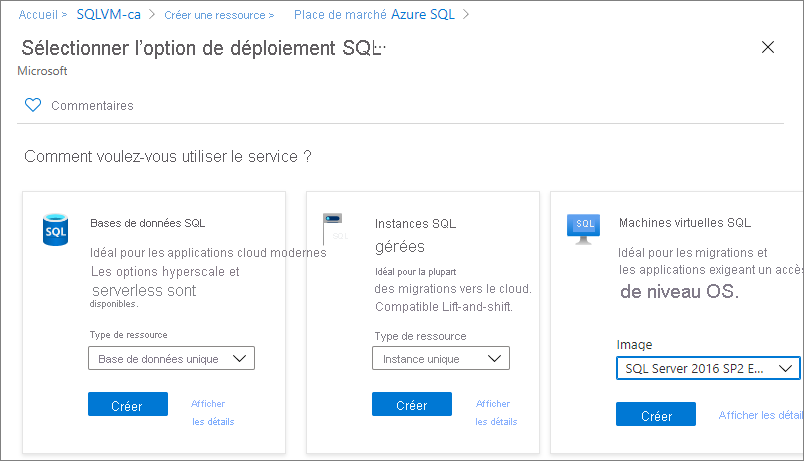 Accueil > SQLVM-ca > Créer une ressource > Place de marché Azure SQL >
Sélectionner l’option de déploiement SQL ···
Microsoft
Commentaires
Comment voulez-vous utiliser le service ?
SQL
Bases de données SQL
Idéal pour les applications cloud modernes
Les options hyperscale et
serverless sont
disponibles.
Type de ressource
Base de données unique
Créer
Afficher
les détails
SQL
Instances SQL
gérées
Idéal pour la plupart
des migrations vers le cloud.
Compatible Lift-and-shift.
Type de ressource
Instance unique
Créer
Afficher
les détails
SQL
Machines virtuelles SQL
Idéal pour les migrations et
les applications exigeant un accès
de niveau OS.
Image
SQL Server 2016 SP2 E...
Créer
Afficher les détail